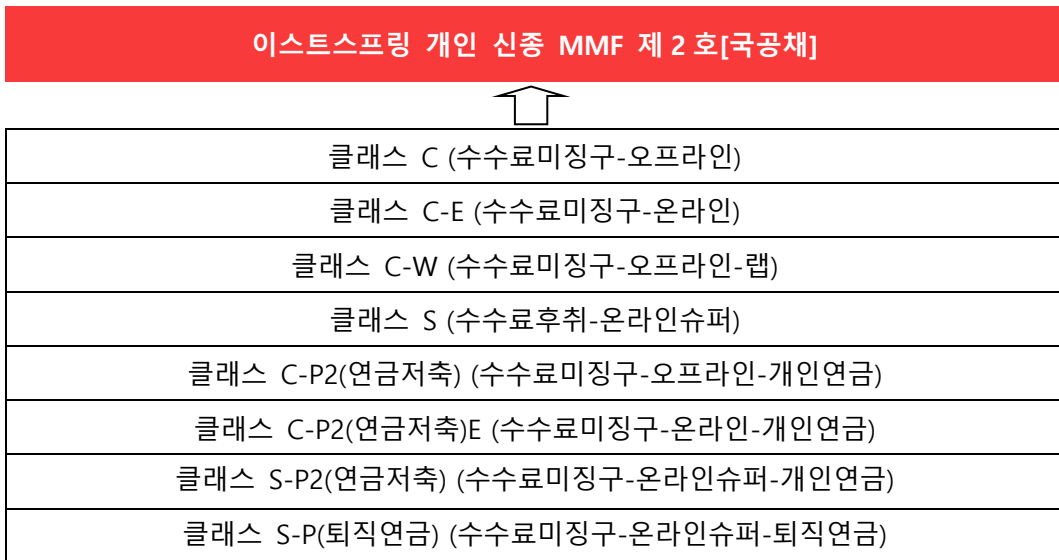 이스트스프링 개인 신종 MMF 제 2 호[국공채]
클래스 C (수수료미징구-오프라인)
클래스 C-E (수수료미징구-온라인)
클래스 C-W (수수료미징구-오프라인-랩)
클래스 S (수수료후취-온라인슈퍼)
클래스 C-P2(연금저축) (수수료미징구-오프라인-개인연금)
클래스 C-P2(연금저축)E (수수료미징구-온라인-개인연금)
클래스 S-P2(연금저축) (수수료미징구-온라인슈퍼-개인연금)
클래스 S-P(퇴직연금) (수수료미징구-온라인슈퍼-퇴직연금)